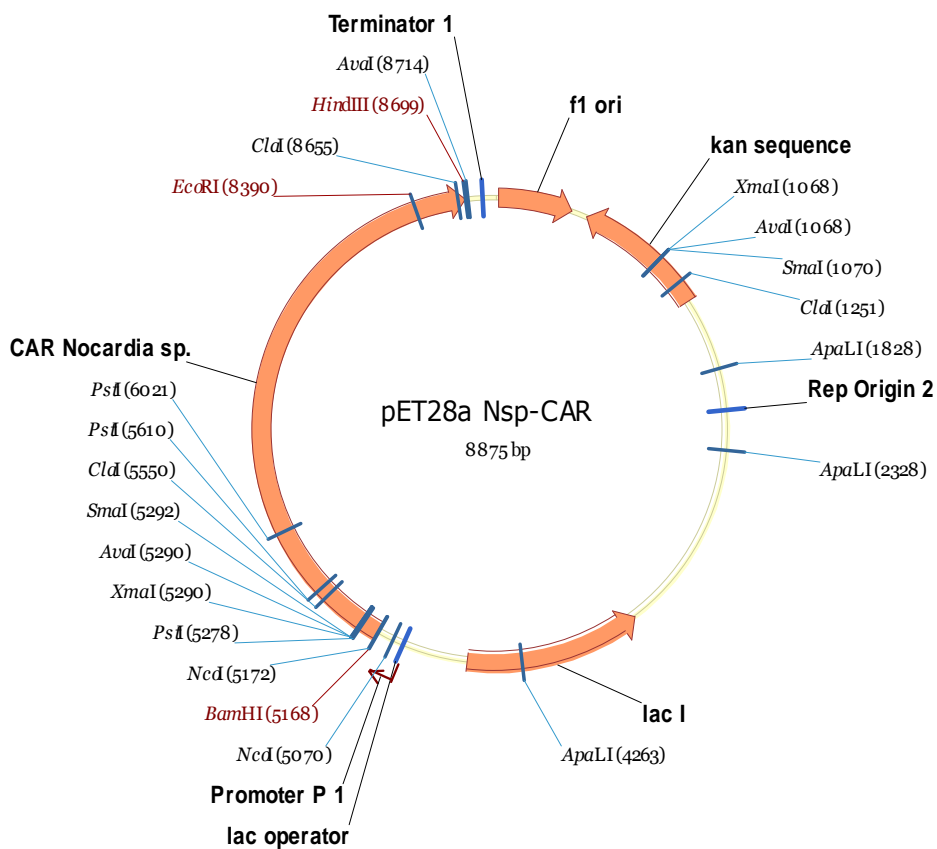 Terminator 1
AvaI (8714)
HindIII (8699)
ClaI (8655)
EcoRI (8390)
f1 ori
kan sequence
XmaI (1068)
AvaI (1068)
SmaI (1070)
ClaI (1251)
ApaLI (1828)
Rep Origin 2
ApaLI (2328)
CAR Nocardia sp.
PstI (6021)
PstI (5610)
ClaI (5550)
SmaI (5292)
AvaI (5290)
XmaI (5290)
PstI (5278)
NcoI (5172)
BamHI (5168)
NcoI (5070)
Promoter P 1
lac operator
pET28a Nsp-CAR
8875 bp
lac I
ApaLI (4263)